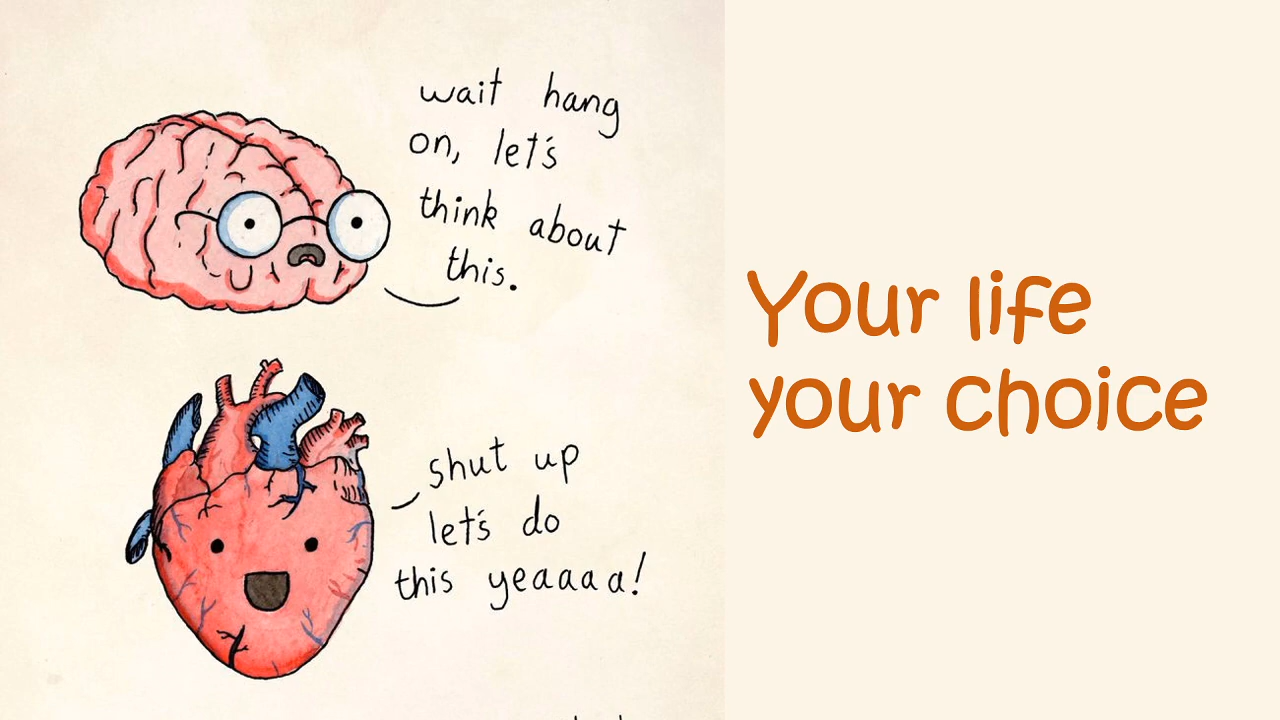 wait hang
on, let's
think about
this.
shut up
let's do
this yeaaaa!
Your life
your choice